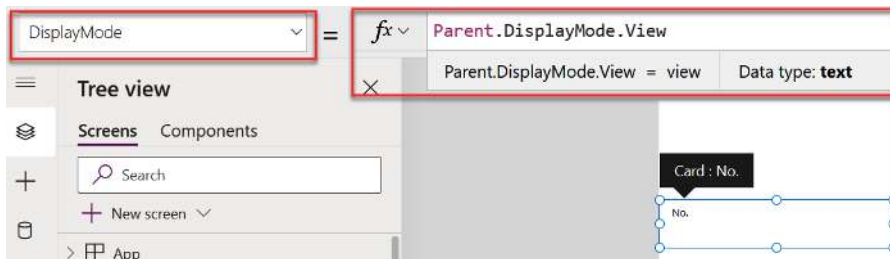 DisplayMode
=
fx
Parent.DisplayMode.View
Parent.DisplayMode.View = view
Data type: text
Tree view
Screens
Components
Search
New screen
App
Card : No.
No.